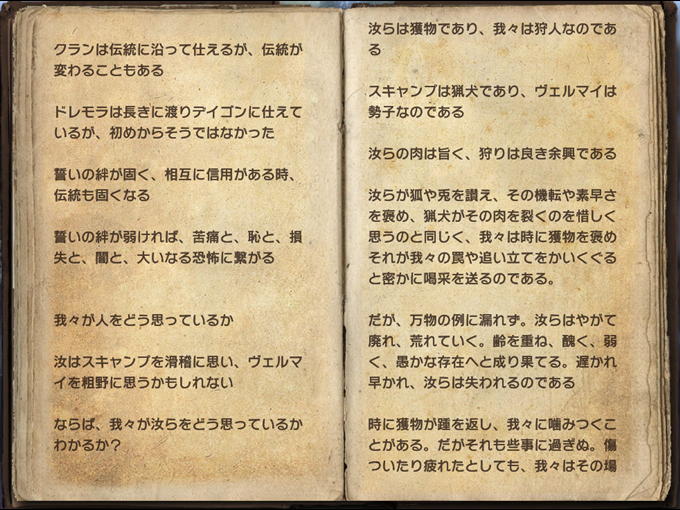 クランは伝統に沿って仕えるが、伝統が
変わることもある
ドレモラは長きに渡りデイゴンに仕えて
いるが、初めからそうではなかった
誓いの絆が固く、相互に信用がある時、
伝統も固くなる
誓いの絆が弱ければ、苦痛と、恥と、損
失と、闇と、大いなる恐怖に繋がる
我々が人をどう思っているか
汝はスキャンプを滑稽に思い、ヴェルマ
イを粗野に思うかもしれない
ならば、我々が汝らをどう思っているか
わかるか？
汝らは獲物であり、我々は狩人なのであ
る
スキャンプは猟犬であり、ヴェルマイは
勢子なのである
汝らの肉は旨く、狩りは良き余興である
汝らが狐や兎を讃え、その機転や素早さ
を褒め、猟犬がその肉を裂くのを惜しく
思うのと同じく、我々は時に獲物を褒め
それが我々の罠や追い立てをかいくぐる
と密かに喝采を送るのである。
だが、万物の例に漏れず。汝らはやがて
廃れ、荒れていく。齢を重ね、醜く、弱
く、愚かな存在へと成り果てる。遅かれ
早かれ、汝らは失われるのである
時に獲物が踵を返し、我々に噛みつくこ
とがある。だがそれも些事に過ぎぬ。傷
ついたり疲れたとしても、我々はその場